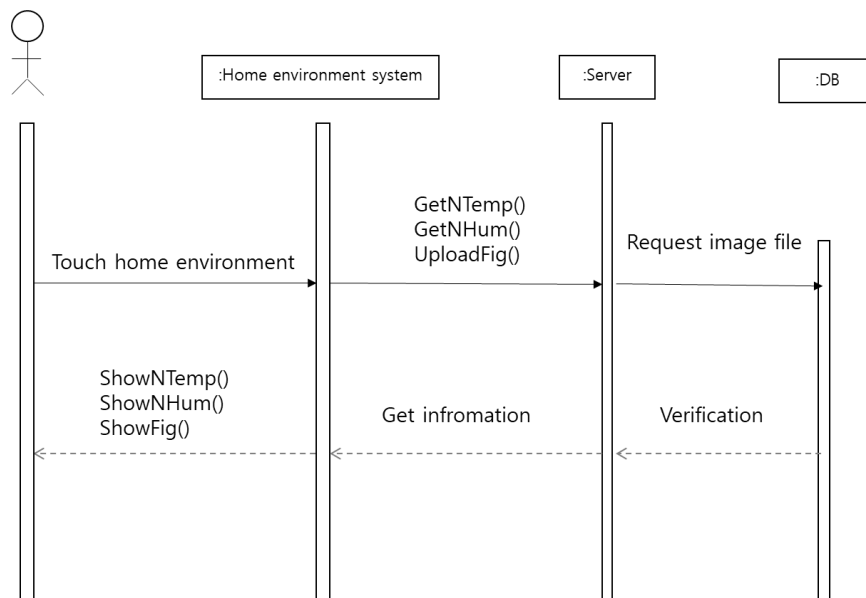 :Home environment system
:Server
:DB
GetNTemp()
GetNHum()
UploadFig()
Request image file
Touch home environment
ShowNTemp()
ShowNHum()
ShowFig()
Get infromation
Verification